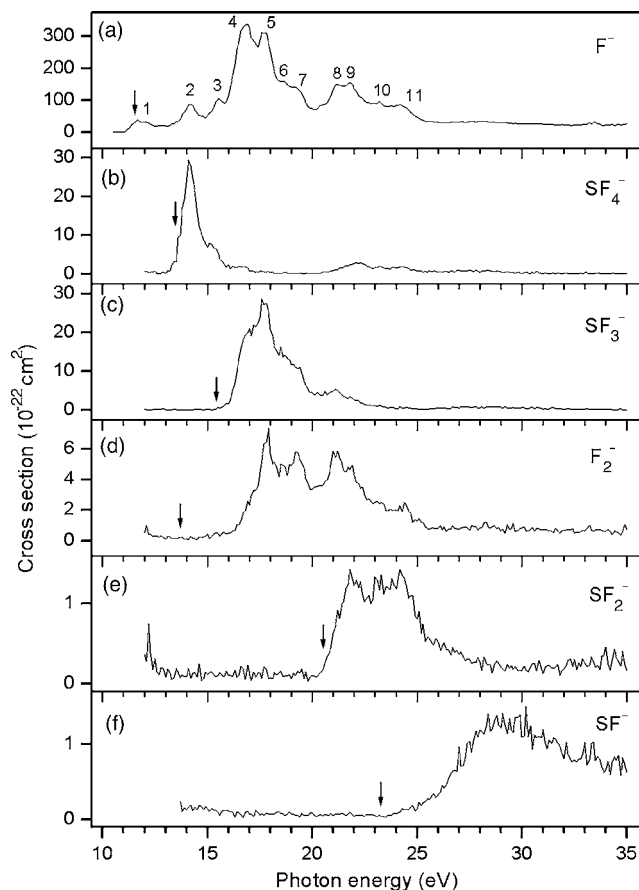 (a) 4 5 F⁻
300
200
100
0
1 2 3 6 7 8 9 10 11
(b) SF₄⁻
30
20
10
0
(c) SF₃⁻
30
20
10
0
(d) F₂⁻
6
4
2
0
(e) SF₂⁻
1
0
(f) SF⁻
1
0
Cross section (10⁻²² cm²)
10 15 20 25 30 35
Photon energy (eV)